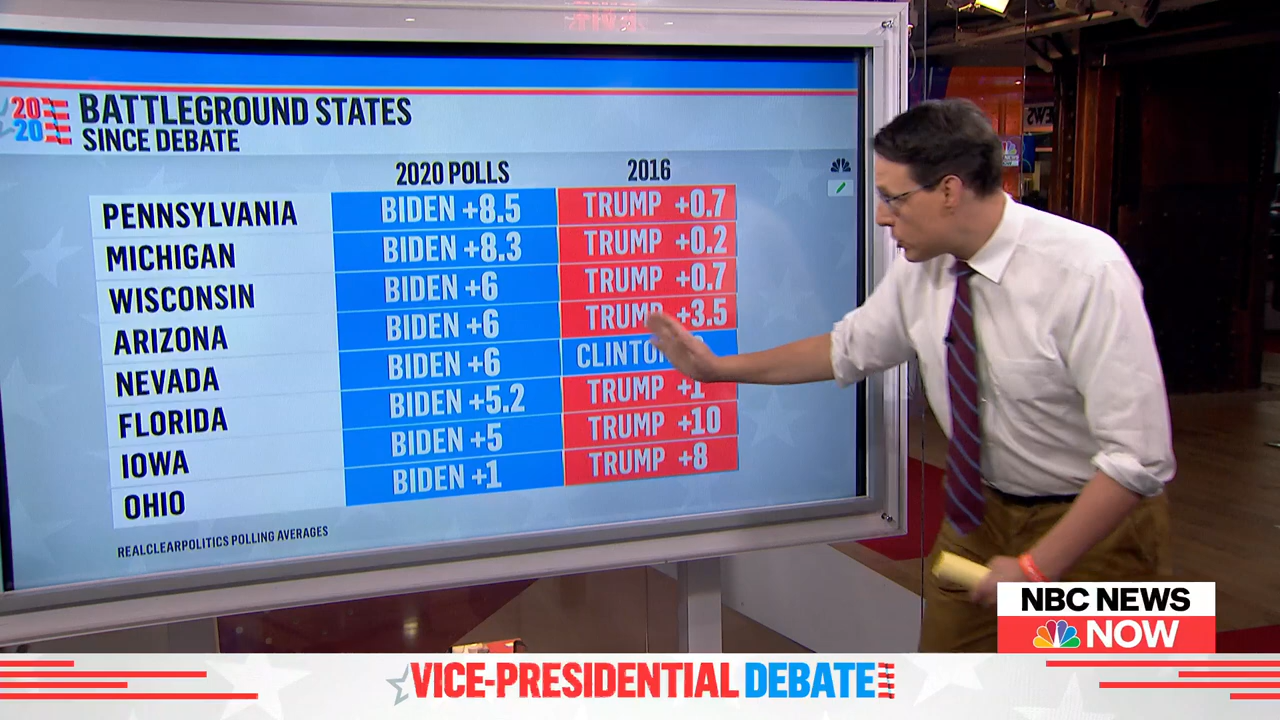 2020
BATTLEGROUND STATES
SINCE DEBATE
2020 POLLS 2016
PENNSYLVANIA BIDEN +8.5 TRUMP +0.7
MICHIGAN BIDEN +8.3 TRUMP +0.2
WISCONSIN BIDEN +6 TRUMP +0.7
ARIZONA BIDEN +6 TRUMP +3.5
NEVADA BIDEN +6
FLORIDA BIDEN +5.2 TRUMP +1
IOWA BIDEN +5 TRUMP +10
OHIO BIDEN +1 TRUMP +8
REALCLEARPOLITICS POLLING AVERAGES
NBC NEWS
NOW
VICE-PRESIDENTIAL DEBATE